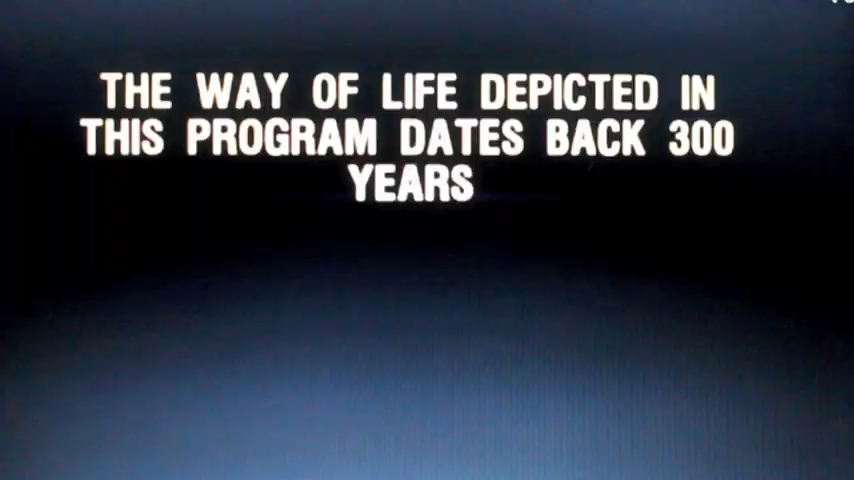 THE WAY OF LIFE DEPICTED IN
THIS PROGRAM DATES BACK 300
YEARS